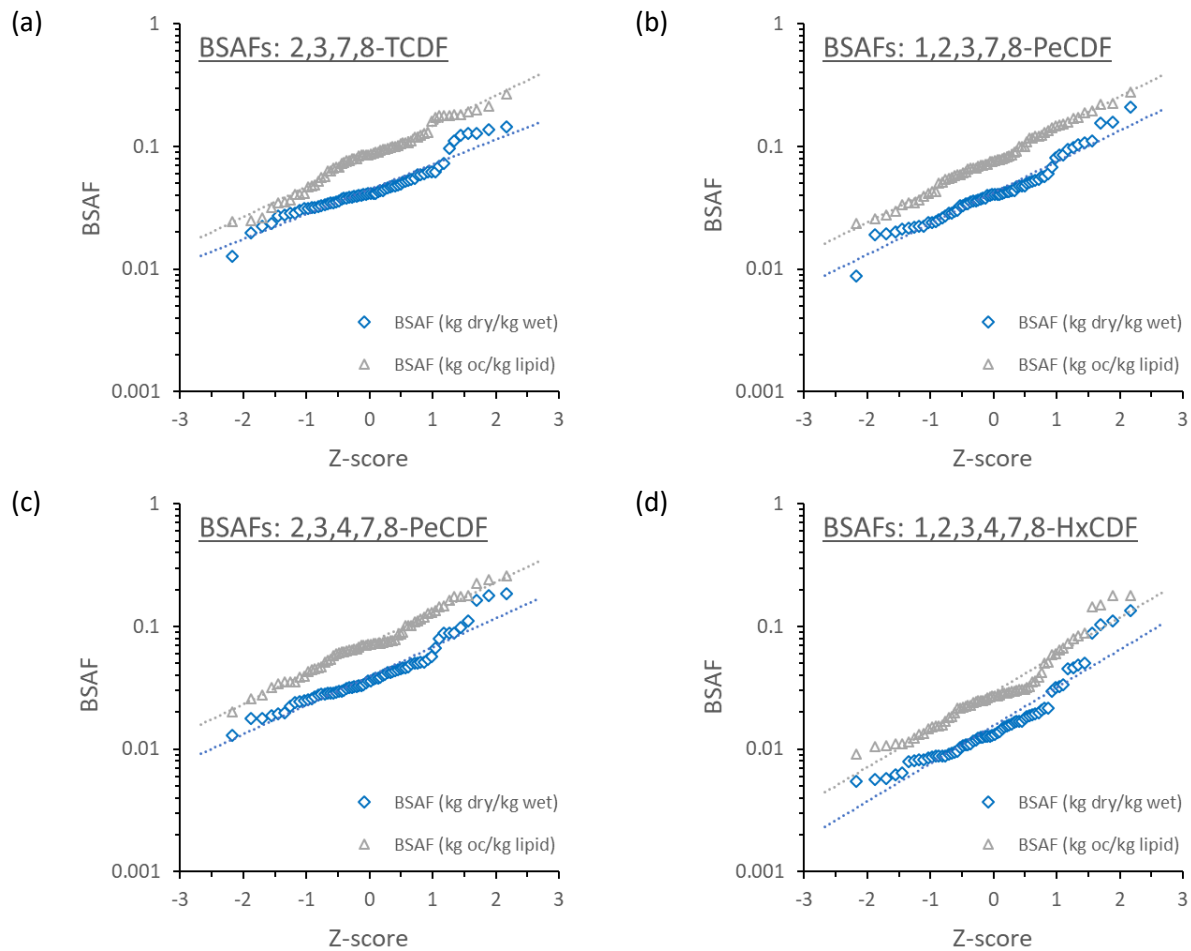 (a)
BSAFs: 2,3,7,8-TCDF
1
0.1
0.01
0.001
BSAF
BSAF (kg dry/kg wet)
BSAF (kg oc/kg lipid)
-3 -2 -1 0 1 2 3
Z-score
(b)
BSAFs: 1,2,3,7,8-PeCDF
1
0.1
0.01
0.001
BSAF
BSAF (kg dry/kg wet)
BSAF (kg oc/kg lipid)
-3 -2 -1 0 1 2 3
Z-score
(c)
BSAFs: 2,3,4,7,8-PeCDF
1
0.1
0.01
0.001
BSAF
BSAF (kg dry/kg wet)
BSAF (kg oc/kg lipid)
-3 -2 -1 0 1 2 3
Z-score
(d)
BSAFs: 1,2,3,4,7,8-HxCDF
1
0.1
0.01
0.001
BSAF
BSAF (kg dry/kg wet)
BSAF (kg oc/kg lipid)
-3 -2 -1 0 1 2 3
Z-score